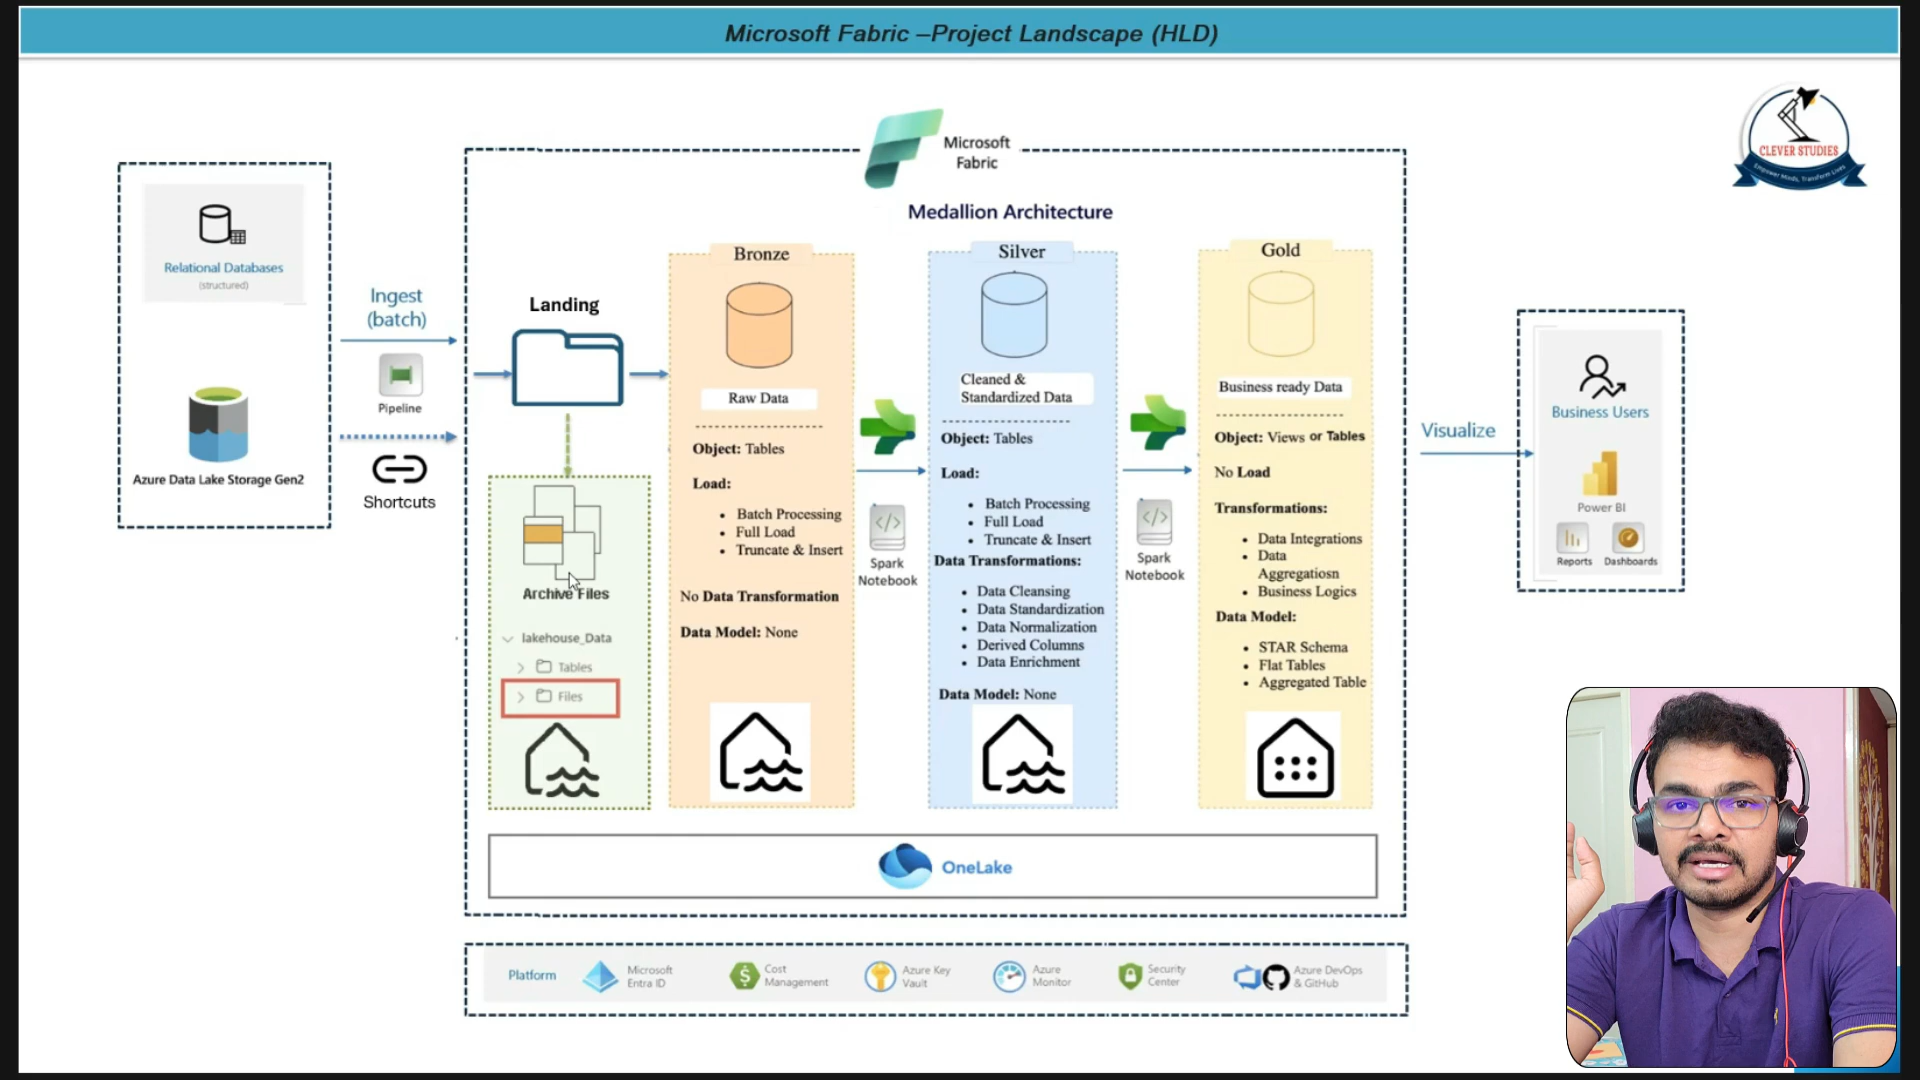 Microsoft Fabric –Project Landscape (HLD)
CLEVER STUDIES
Empower Minds, Transform Lives
Microsoft
Fabric
Medallion Architecture
Relational Databases
(structured)
Azure Data Lake Storage Gen2
Ingest
(batch)
Pipeline
Shortcuts
Landing
Archive Files
lakehouse_Data
Tables
Files
Bronze
Raw Data
Object: Tables
Load:
• Batch Processing
• Full Load
• Truncate & Insert
No Data Transformation
Data Model: None
Spark
Notebook
Silver
Cleaned &
Standardized Data
Object: Tables
Load:
• Batch Processing
• Full Load
• Truncate & Insert
Data Transformations:
• Data Cleansing
• Data Standardization
• Data Normalization
• Derived Columns
• Data Enrichment
Data Model: None
Spark
Notebook
Gold
Business ready Data
Object: Views or Tables
No Load
Transformations:
• Data Integrations
• Data
Aggregatiosn
• Business Logics
Data Model:
• STAR Schema
• Flat Tables
• Aggregated Table
Visualize
Business Users
Power BI
Reports
Dashboards
OneLake
Platform
Microsoft
Entra ID
Cost
Management
Azure Key
Vault
Azure
Monitor
Security
Center
Azure DevOps
& GitHub